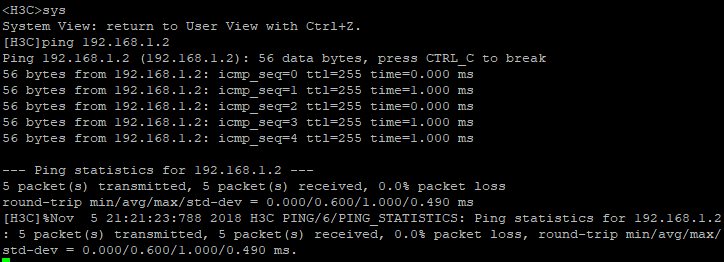 <H3C>sys
System View: return to User View with Ctrl+Z.
[H3C]ping 192.168.1.2
Ping 192.168.1.2 (192.168.1.2): 56 data bytes, press CTRL_C to break
56 bytes from 192.168.1.2: icmp_seq=0 ttl=255 time=0.000 ms
56 bytes from 192.168.1.2: icmp_seq=1 ttl=255 time=1.000 ms
56 bytes from 192.168.1.2: icmp_seq=2 ttl=255 time=0.000 ms
56 bytes from 192.168.1.2: icmp_seq=3 ttl=255 time=1.000 ms
56 bytes from 192.168.1.2: icmp_seq=4 ttl=255 time=1.000 ms

--- Ping statistics for 192.168.1.2 ---
5 packet(s) transmitted, 5 packet(s) received, 0.0% packet loss
round-trip min/avg/max/std-dev = 0.000/0.600/1.000/0.490 ms
[H3C]%Nov  5 21:21:23:788 2018 H3C PING/6/PING_STATISTICS: Ping statistics for 192.168.1.2
: 5 packet(s) transmitted, 5 packet(s) received, 0.0% packet loss, round-trip min/avg/max/
std-dev = 0.000/0.600/1.000/0.490 ms.